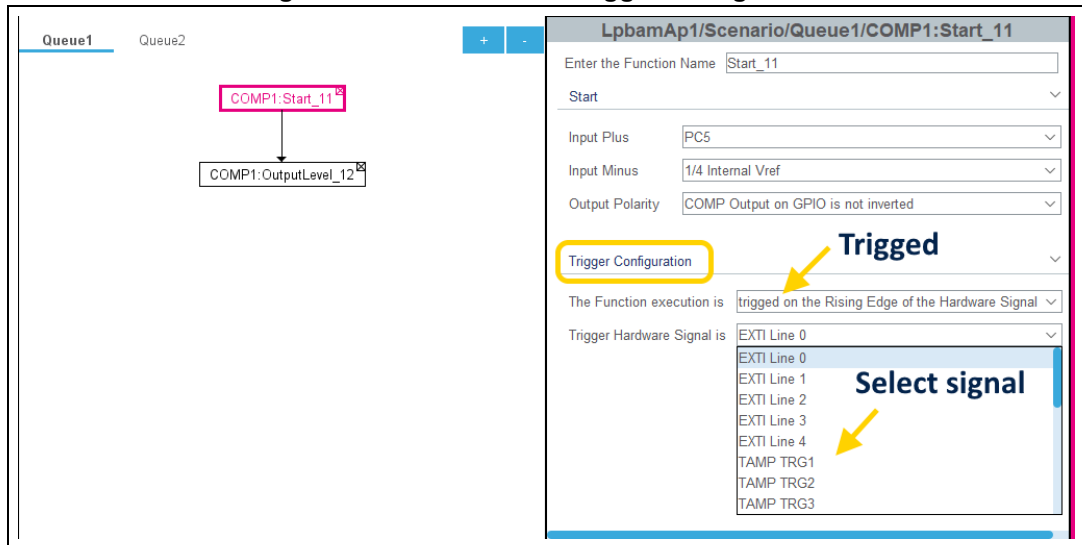 Queue1 Queue2 + -
COMP1:Start_11
COMP1:OutputLevel_12
LpbamAp1/Scenario/Queue1/COMP1:Start_11
Enter the Function Name Start_11
Start
Input Plus PC5
Input Minus 1/4 Internal Vref
Output Polarity COMP Output on GPIO is not inverted
Trigged
Trigger Configuration
The Function execution is trigged on the Rising Edge of the Hardware Signal
Trigger Hardware Signal is EXTI Line 0
EXTI Line 0
EXTI Line 1
Select signal
EXTI Line 2
EXTI Line 3
EXTI Line 4
TAMP TRG1
TAMP TRG2
TAMP TRG3